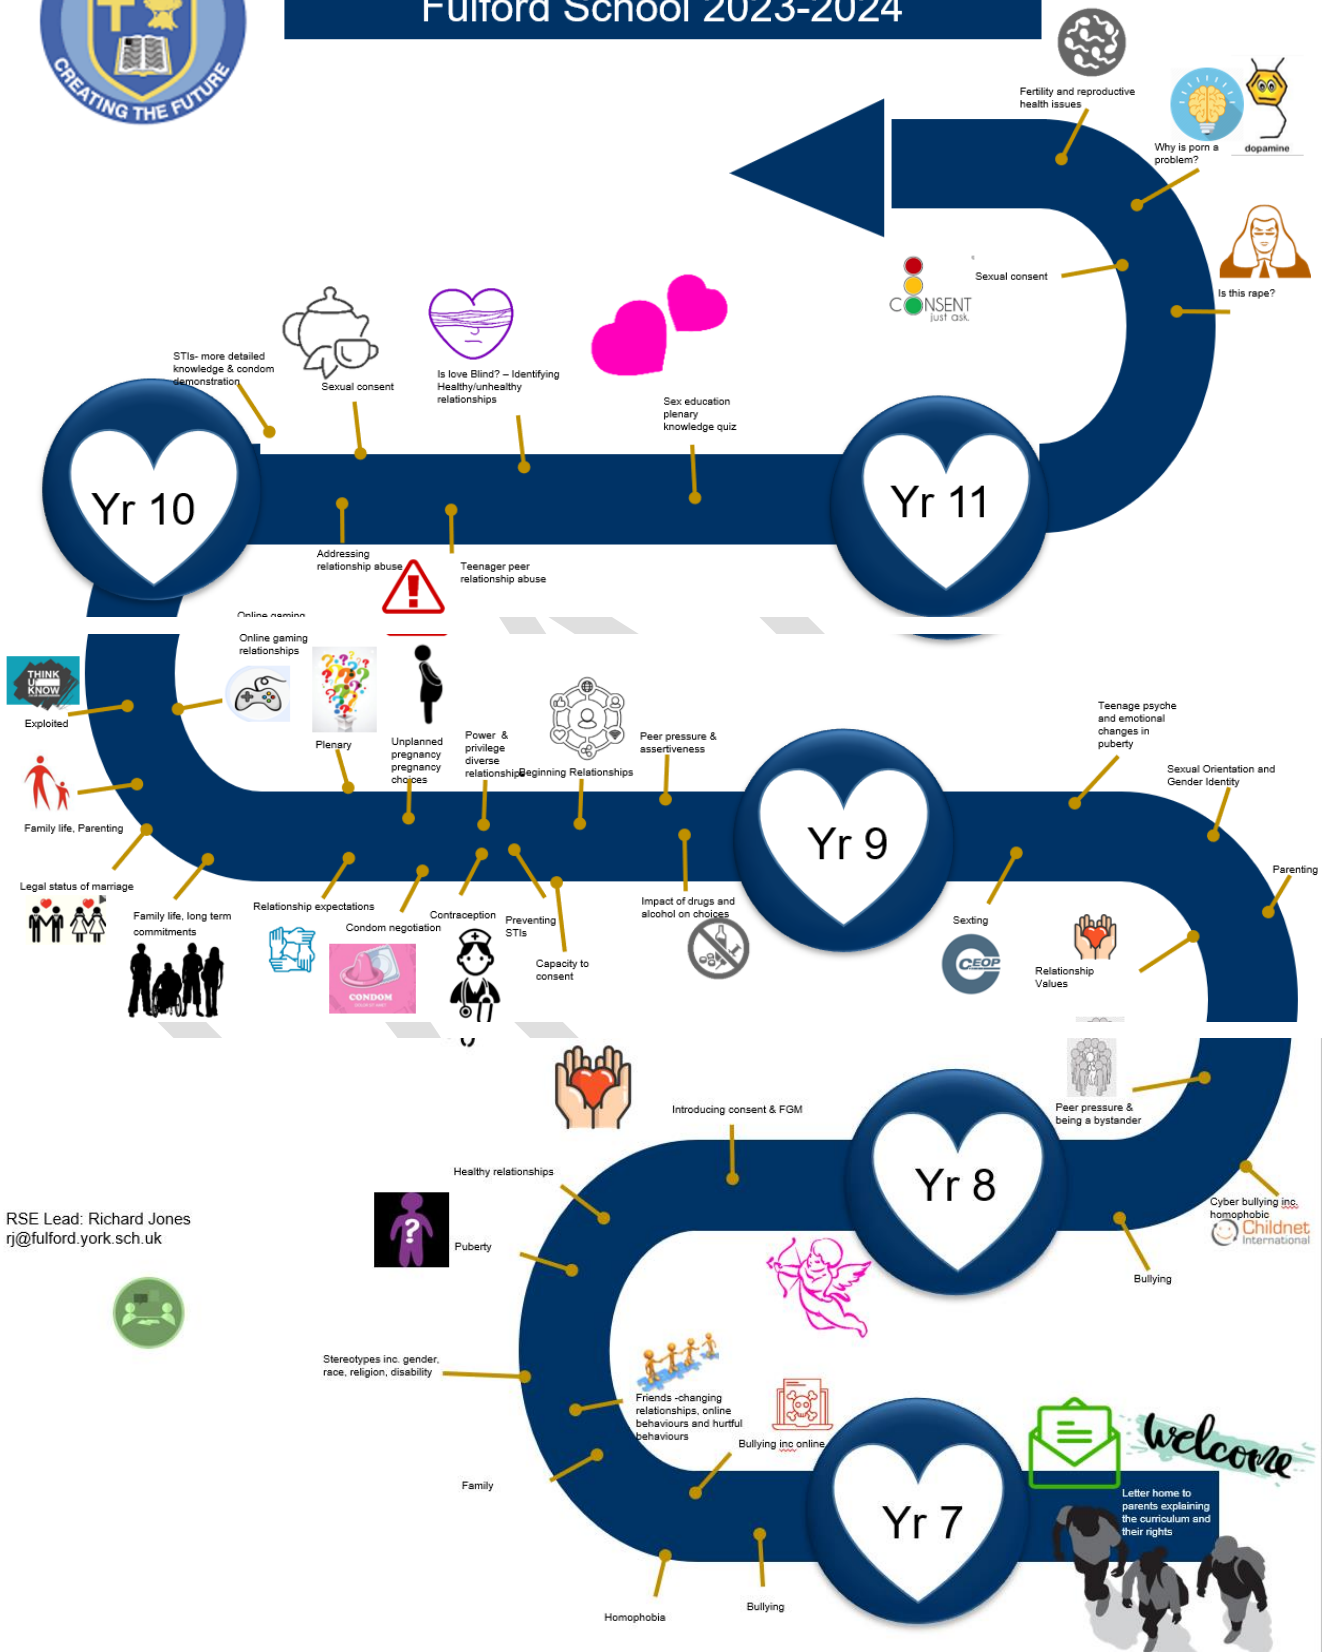 Fulford School 2023-2024
CREATING THE FUTURE
Fertility and reproductive
health issues
Why is porn a
problem?
dopamine
Is this rape?
Sexual consent
CONSENT
just ask.
STIs- more detailed
knowledge & condom
demonstration
Sexual consent
Is love Blind? – Identifying
Healthy/unhealthy
relationships
Sex education
plenary
knowledge quiz
Yr 10
Yr 11
Addressing
relationship abuse
Teenager peer
relationship abuse
Online gaming
Online gaming
relationships
THINK
U KNOW
Exploited
Plenary
Unplanned
pregnancy
pregnancy
choices
Power &
privilege
diverse
relationships
Beginning Relationships
Peer pressure &
assertiveness
Teenage psyche
and emotional
changes in
puberty
Sexual Orientation and
Gender Identity
Yr 9
Family life, Parenting
Legal status of marriage
Family life, long term
commitments
Relationship expectations
Condom negotiation
CONDOM
Contraception
Preventing
STIs
Capacity to
consent
Impact of drugs and
alcohol on choices
Sexting
CEOP
Relationship
Values
Parenting
Peer pressure &
being a bystander
Cyber bullying inc.
homophobic
Childnet
International
Bullying
Yr 8
Introducing consent & FGM
Healthy relationships
Puberty
RSE Lead: Richard Jones
rj@fulford.york.sch.uk
Stereotypes inc. gender,
race, religion, disability
Friends -changing
relationships, online
behaviours and hurtful
behaviours
Bullying inc online
Family
Yr 7
welcome
Letter home to
parents explaining
the curriculum and
their rights
Homophobia
Bullying